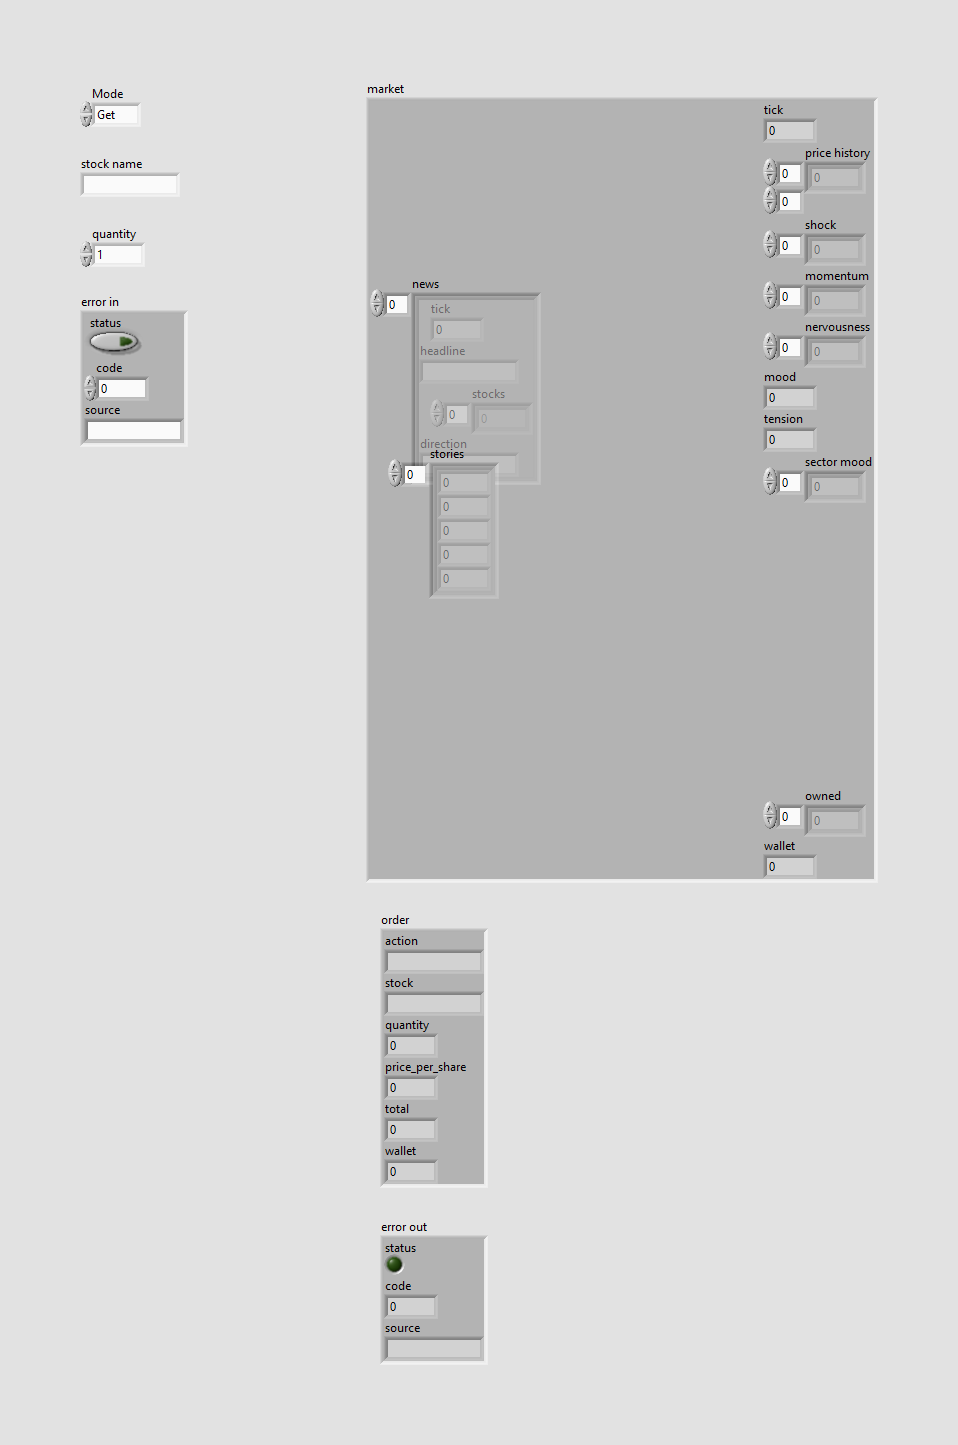 Mode
Get
stock name
quantity
1
error in
status
code
0
source
market
tick
0
price history
0
0
0
shock
0
0
momentum
0
0
nervousness
0
0
mood
0
tension
0
sector mood
0
0
news
0
tick
0
headline
stocks
0
0
direction
stories
0
0
0
0
0
0
owned
0
0
wallet
0
order
action
stock
quantity
0
price_per_share
0
total
0
wallet
0
error out
status
code
0
source